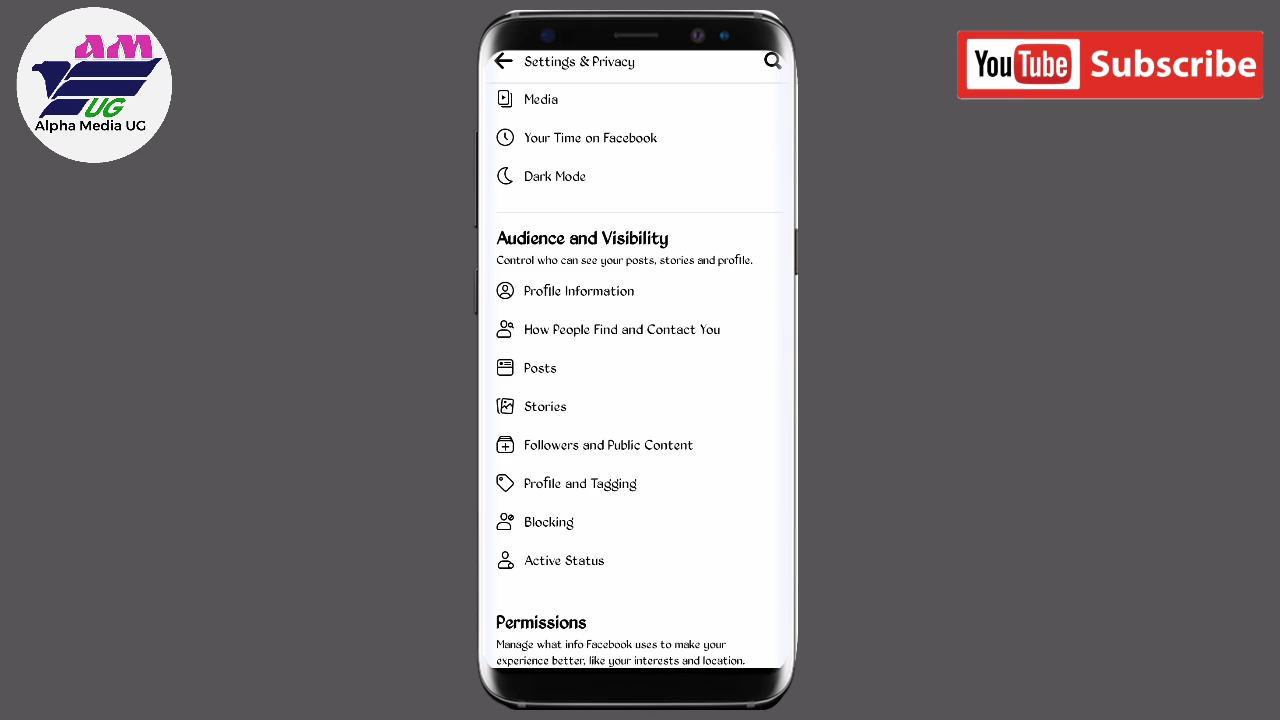 AM
UG
Alpha Media UG
YouTube Subscribe
Settings & Privacy
Media
Your Time on Facebook
Dark Mode
Audience and Visibility
Control who can see your posts, stories and profile.
Profile Information
How People Find and Contact You
Posts
Stories
Followers and Public Content
Profile and Tagging
Blocking
Active Status
Permissions
Manage what info Facebook uses to make your
experience better, like your interests and location.